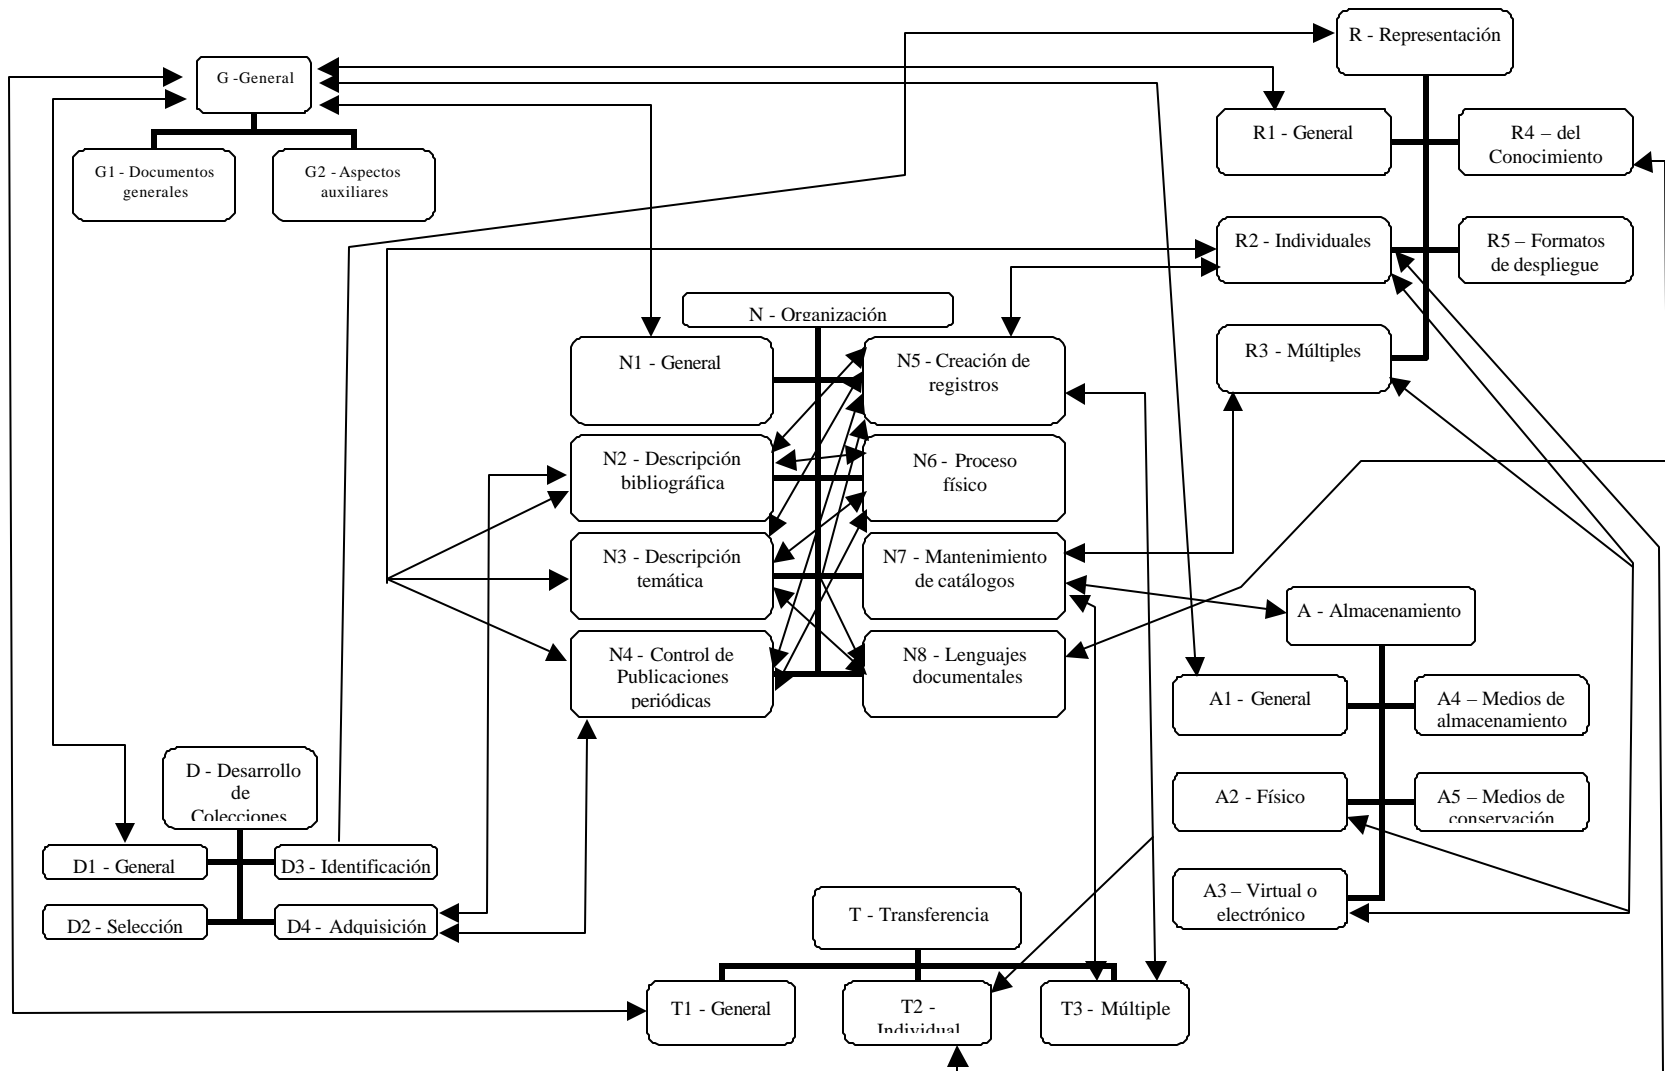 R - Representación
G -General
R1 - General
R4 – del
Conocimiento
G1 - Documentos
generales
G2 - Aspectos
auxiliares
R2 - Individuales
R5 – Formatos
de despliegue
N - Organización
R3 - Múltiples
N1 - General
N5 - Creación de
registros
N2 - Descripción
bibliográfica
N6 - Proceso
físico
N3 - Descripción
temática
N7 - Mantenimiento
de catálogos
A - Almacenamiento
N4 - Control de
Publicaciones
periódicas
N8 - Lenguajes
documentales
A1 - General
A4 – Medios de
almacenamiento
D - Desarrollo
de
Colecciones
A2 - Físico
A5 – Medios de
conservación
D1 - General
D3 - Identificación
A3 – Virtual o
electrónico
D2 - Selección
D4 - Adquisición
T - Transferencia
T1 - General
T2 -
Individual
T3 - Múltiple